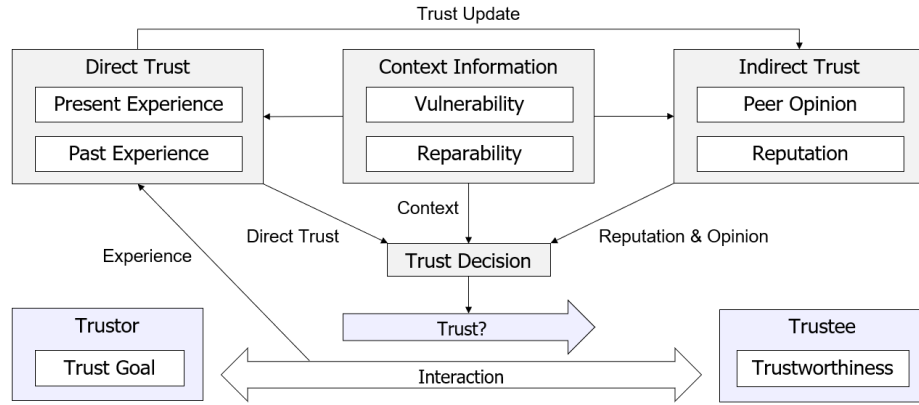 Trust Update
Direct Trust
Present Experience
Past Experience
Context Information
Vulnerability
Reparability
Indirect Trust
Peer Opinion
Reputation
Context
Direct Trust
Reputation & Opinion
Experience
Trust Decision
Trustor
Trust Goal
Trust?
Interaction
Trustee
Trustworthiness